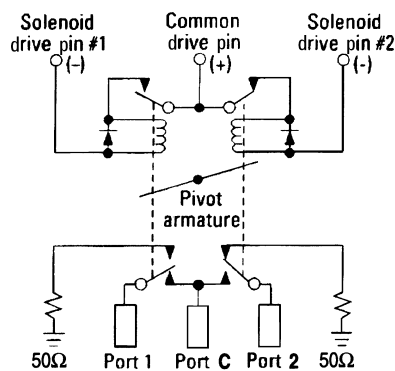 Solenoid drive pin #1 (-)
Common drive pin (+)
Solenoid drive pin #2 (-)
Pivot armature
50Ω Port 1 Port C Port 2 50Ω